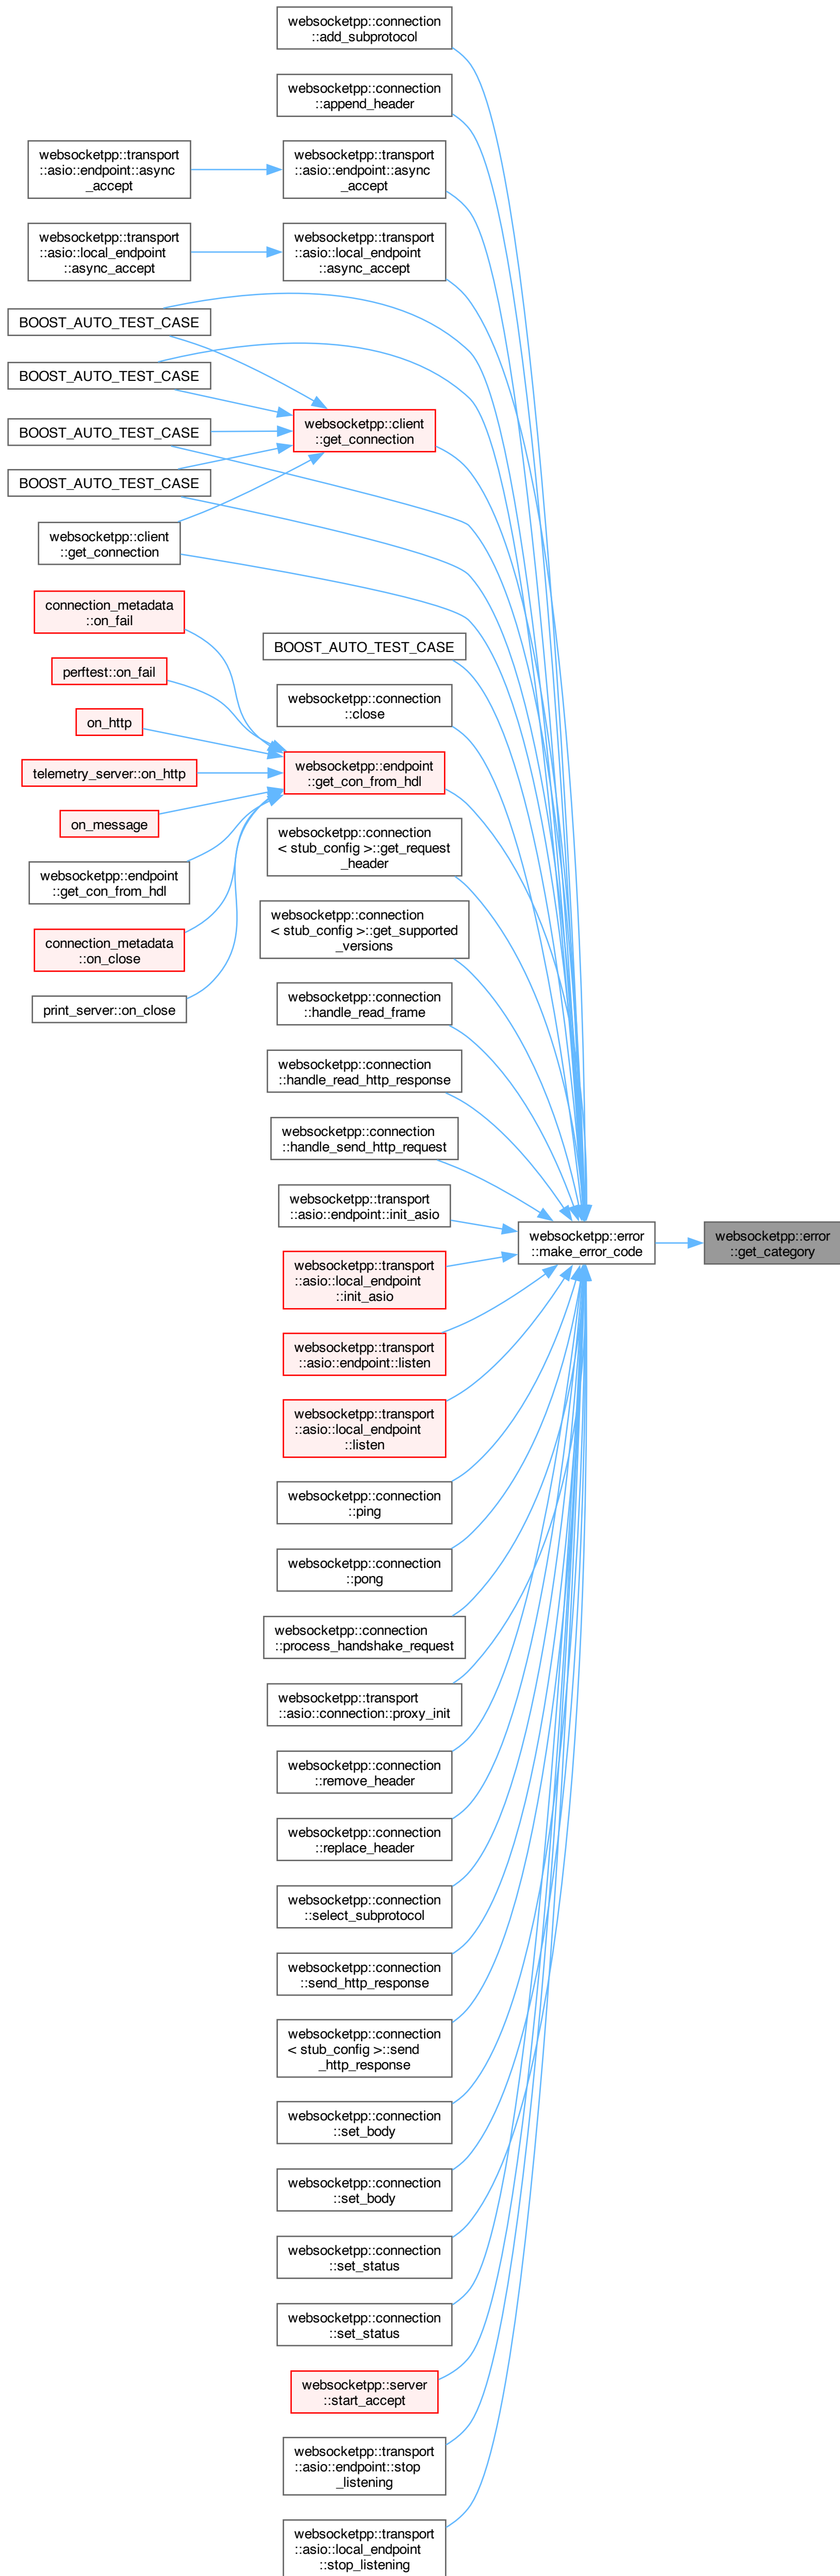 websocketpp::connection
::add_subprotocol
websocketpp::connection
::append_header
websocketpp::transport
::asio::endpoint::async
_accept
websocketpp::transport
::asio::endpoint::async
_accept
websocketpp::transport
::asio::local_endpoint
::async_accept
websocketpp::transport
::asio::local_endpoint
::async_accept
BOOST_AUTO_TEST_CASE
BOOST_AUTO_TEST_CASE
BOOST_AUTO_TEST_CASE
BOOST_AUTO_TEST_CASE
websocketpp::client
::get_connection
websocketpp::client
::get_connection
connection_metadata
::on_fail
perftest::on_fail
on_http
telemetry_server::on_http
on_message
websocketpp::endpoint
::get_con_from_hdl
connection_metadata
::on_close
print_server::on_close
BOOST_AUTO_TEST_CASE
websocketpp::connection
::close
websocketpp::endpoint
::get_con_from_hdl
websocketpp::connection
< stub_config >::get_request
_header
websocketpp::connection
< stub_config >::get_supported
_versions
websocketpp::connection
::handle_read_frame
websocketpp::connection
::handle_read_http_response
websocketpp::connection
::handle_send_http_request
websocketpp::transport
::asio::endpoint::init_asio
websocketpp::transport
::asio::local_endpoint
::init_asio
websocketpp::transport
::asio::endpoint::listen
websocketpp::transport
::asio::local_endpoint
::listen
websocketpp::connection
::ping
websocketpp::connection
::pong
websocketpp::connection
::process_handshake_request
websocketpp::transport
::asio::connection::proxy_init
websocketpp::connection
::remove_header
websocketpp::connection
::replace_header
websocketpp::connection
::select_subprotocol
websocketpp::connection
::send_http_response
websocketpp::connection
< stub_config >::send
_http_response
websocketpp::connection
::set_body
websocketpp::connection
::set_body
websocketpp::connection
::set_status
websocketpp::connection
::set_status
websocketpp::server
::start_accept
websocketpp::transport
::asio::endpoint::stop
_listening
websocketpp::transport
::asio::local_endpoint
::stop_listening
websocketpp::error
::make_error_code
websocketpp::error
::get_category